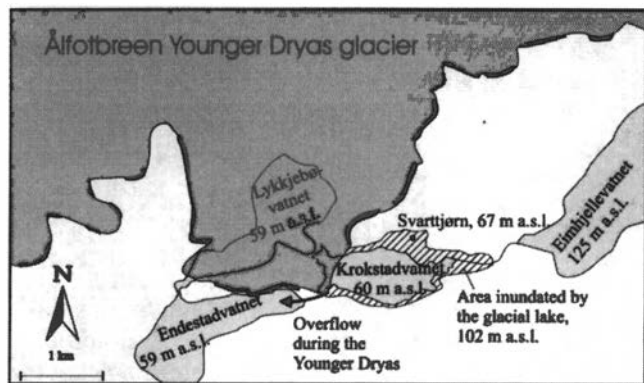 Ålfotbreen Younger Dryas glacier
Lykkjebø-
vatnet
59 m a.s.l.
Svarttjørn, 67 m a.s.l.
Eimhjellevatnet
125 m a.s.l.
Krokstadvatnet
60 m a.s.l.
N
1 km
Endestadvatnet
59 m a.s.l.
Overflow
during the
Younger Dryas
Area inundated by
the glacial lake,
102 m a.s.l.